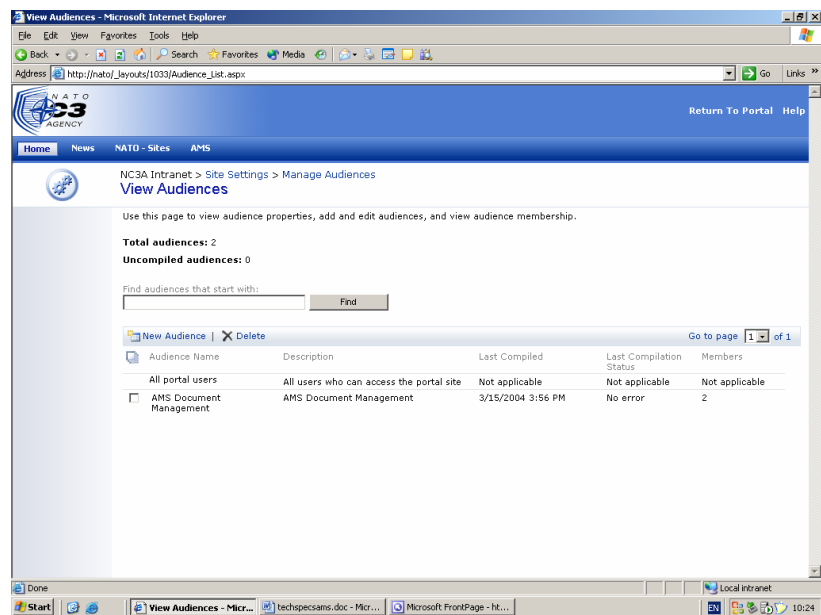 View Audiences - Microsoft Internet Explorer
File Edit View Favorites Tools Help
Back Search Favorites Media
Address http://nato/_layouts/1033/Audience_List.aspx Go Links »
NATO
C3
AGENCY
Return To Portal Help
Home News NATO - Sites AMS
NC3A Intranet > Site Settings > Manage Audiences
View Audiences
Use this page to view audience properties, add and edit audiences, and view audience membership.
Total audiences: 2
Uncompiled audiences: 0
Find audiences that start with:
Find
New Audience | Delete Go to page 1 of 1
Audience Name Description Last Compiled Last Compilation Status Members
All portal users All users who can access the portal site Not applicable Not applicable Not applicable
AMS Document Management AMS Document Management 3/15/2004 3:56 PM No error 2
Done Local intranet
Start View Audiences - Micr... techspecsams.doc - Micr... Microsoft FrontPage - ht... EN 10:24